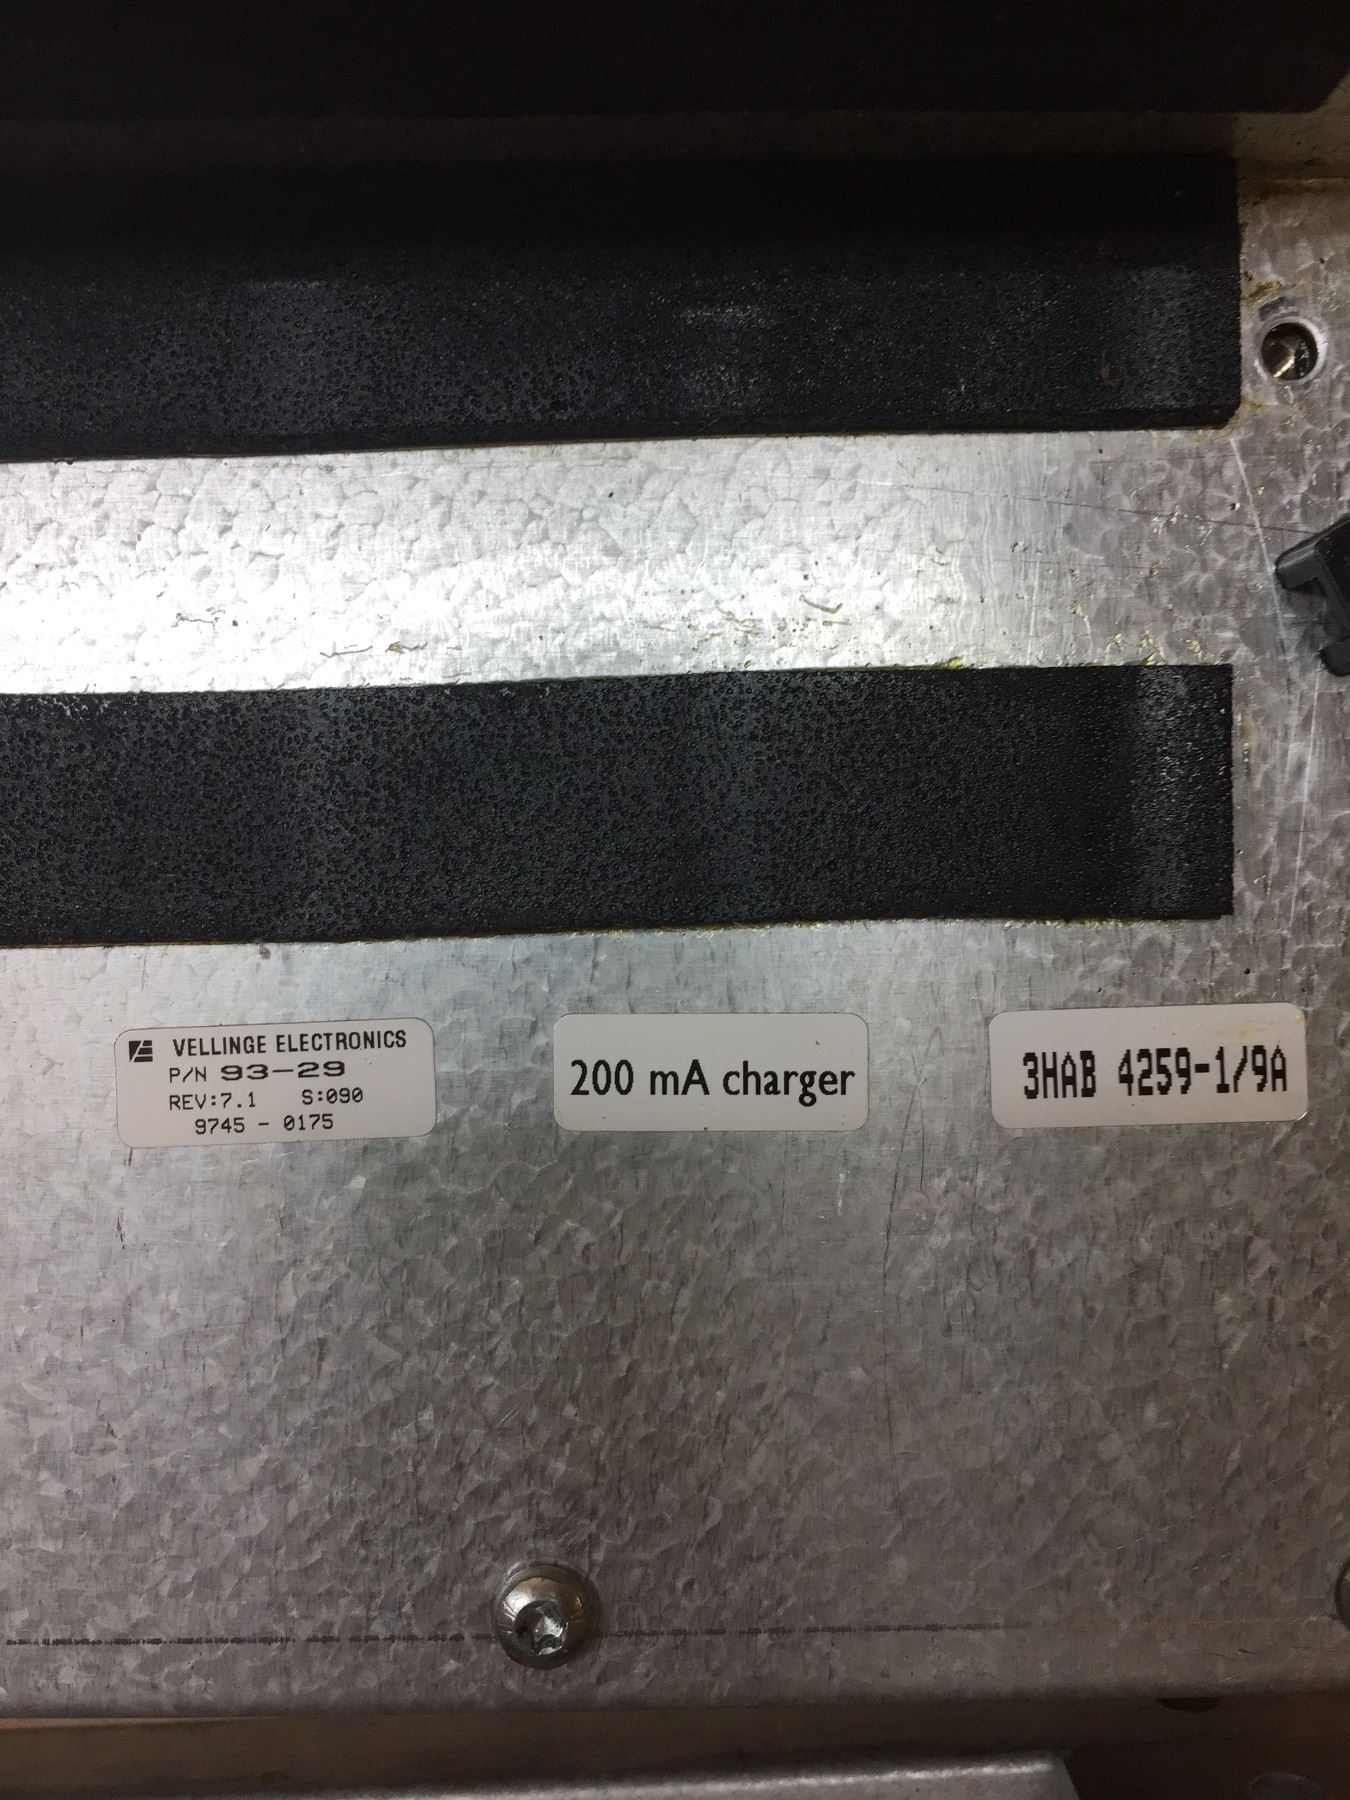 VELLINGE ELECTRONICS
P/N 93-29
REV:7.1 S:090
9745 - 0175
200 mA charger
3HAB 4259-1/9A